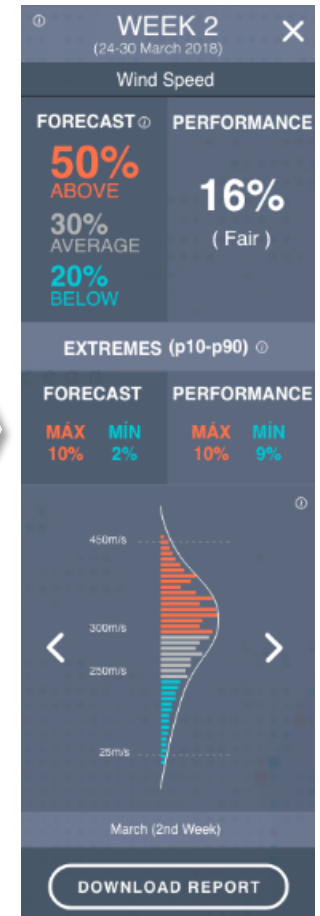 WEEK 2
(24-30 March 2018)
Wind Speed
FORECAST PERFORMANCE
50%
ABOVE
30%
AVERAGE
20%
BELOW
16%
( Fair )
EXTREMES (p10-p90)
FORECAST PERFORMANCE
MÁX MÍN MÁX MÍN
10% 2% 10% 9%
450m/s
300m/s
250m/s
25m/s
March (2nd Week)
DOWNLOAD REPORT